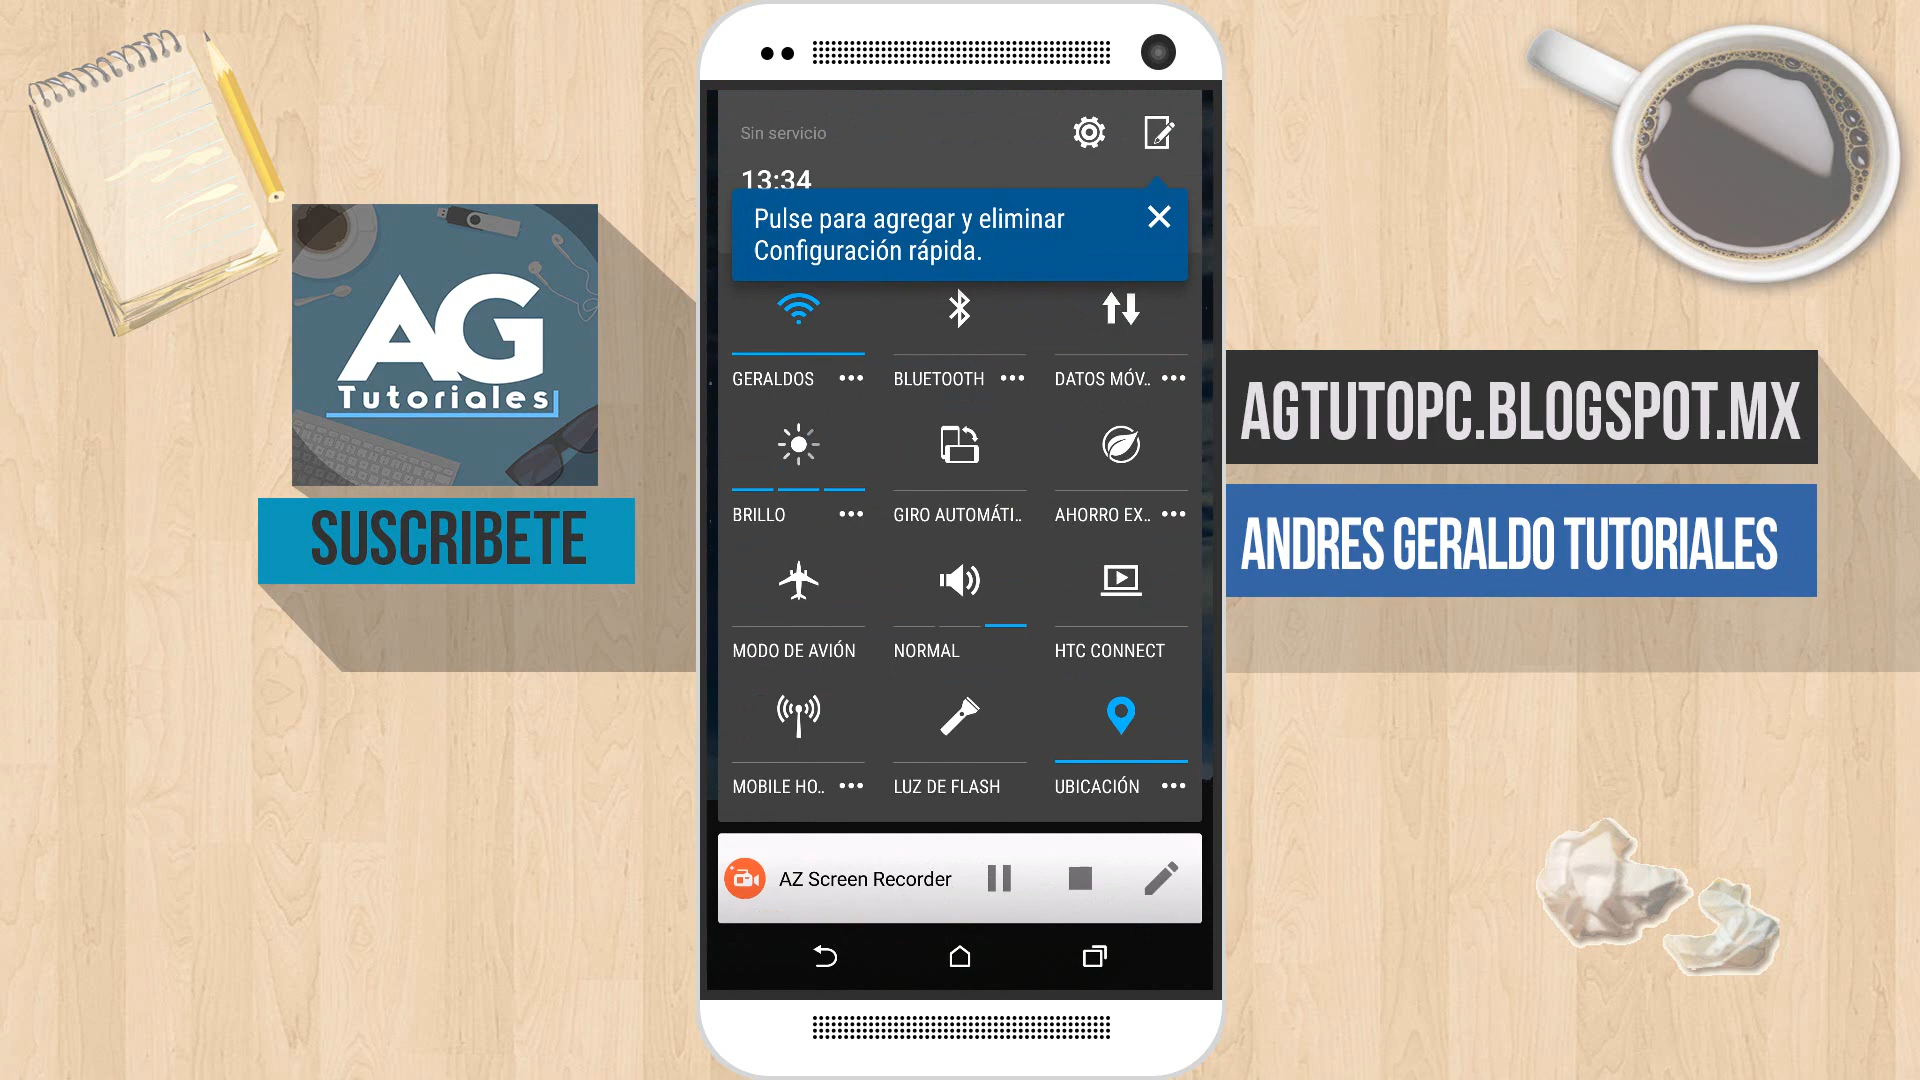 AG
Tutoriales
SUSCRIBETE
Sin servicio
13:34
Pulse para agregar y eliminar
Configuración rápida.
GERALDOS
BLUETOOTH
DATOS MÓV..
BRILLO
GIRO AUTOMÁTI..
AHORRO EX..
MODO DE AVIÓN
NORMAL
HTC CONNECT
MOBILE HO..
LUZ DE FLASH
UBICACIÓN
AZ Screen Recorder
AGTUTOPC.BLOGSPOT.MX
ANDRES GERALDO TUTORIALES